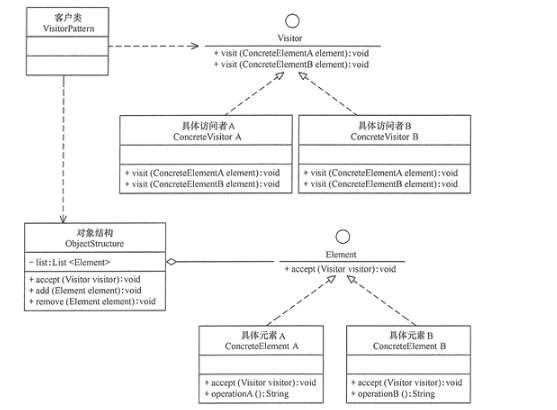 客户类
VisitorPattern
Visitor
+ visit (ConcreteElementA element):void
+ visit (ConcreteElementB element):void
具体访问者A
ConcreteVisitor A
+ visit (ConcreteElementA element):void
+ visit (ConcreteElementB element):void
具体访问者B
ConcreteVisitor B
+ visit (ConcreteElementA element):void
+ visit (ConcreteElementB element):void
对象结构
ObjectStructure
- list:List <Element>
+ accept (Visitor visitor):void
+ add (Element element):void
+ remove (Element element):void
Element
+ accept (Visitor visitor):void
具体元素A
ConcreteElement A
+ accept (Visitor visitor):void
+ operationA ():String
具体元素B
ConcreteElement B
+ accept (Visitor visitor):void
+ operationB ():String